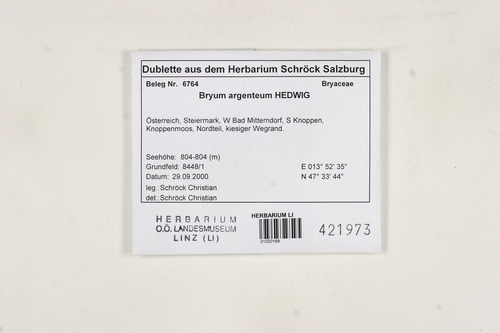 Dublette aus dem Herbarium Schröck Salzburg
Beleg Nr. 6764 Bryaceae
Bryum argenteum HEDWIG
Österreich, Steiermark, W Bad Mitterndorf, S Knoppen,
Knoppenmoos, Nordteil, kiesiger Wegrand.
Seehöhe: 804-804 (m)
Grundfeld: 8448/1 E 013° 52' 35"
Datum: 29.09.2000 N 47° 33' 44"
leg.: Schröck Christian
det.: Schröck Christian
HERBARIUM
O.Ö. LANDESMUSEUM
LINZ (LI)
HERBARIUM LI
01020168
421973